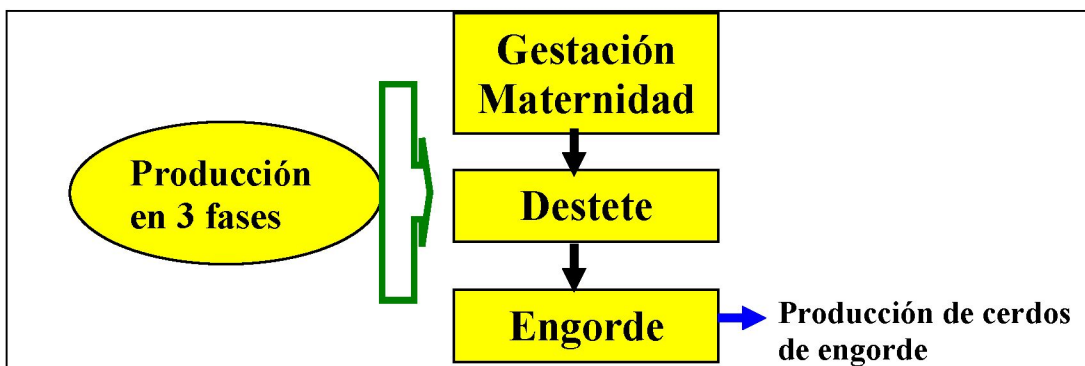 Gestación
Maternidad
Producción
en 3 fases
Destete
Engorde
Producción de cerdos
de engorde